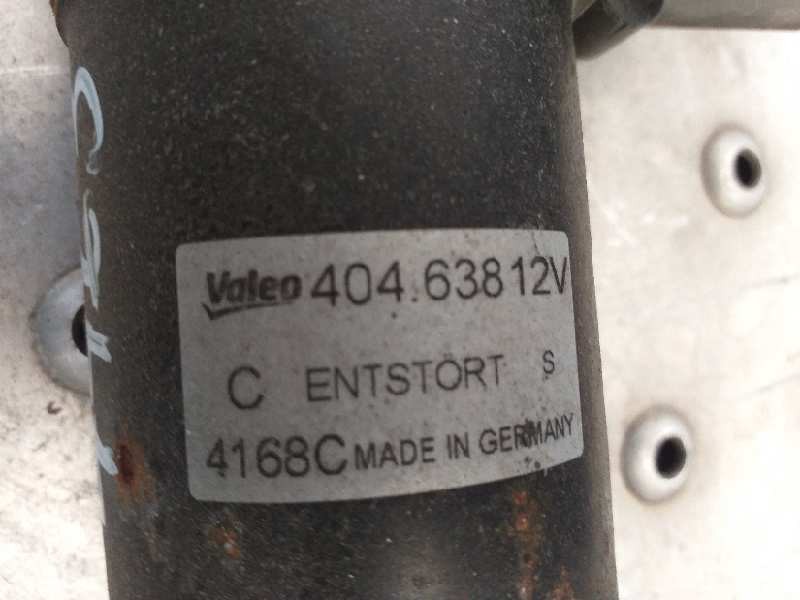 Valeo 404.638 12V
C ENTSTORT S
4168C MADE IN GERMANY